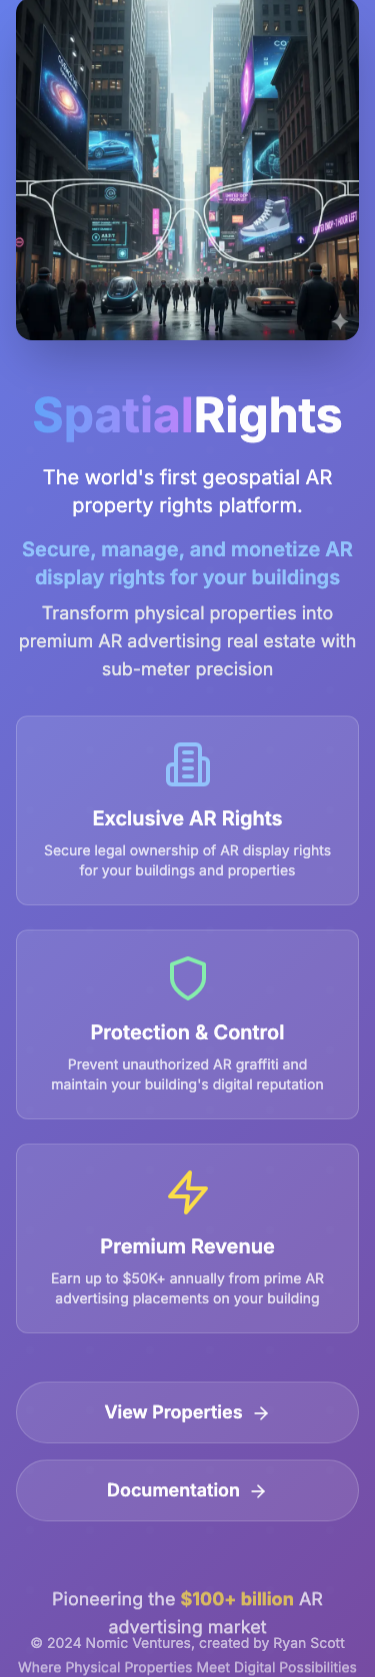 SpatialRights
The world's first geospatial AR
property rights platform.
Secure, manage, and monetize AR
display rights for your buildings
Transform physical properties into
premium AR advertising real estate with
sub-meter precision
Exclusive AR Rights
Secure legal ownership of AR display rights
for your buildings and properties
Protection & Control
Prevent unauthorized AR graffiti and
maintain your building's digital reputation
Premium Revenue
Earn up to $50K+ annually from prime AR
advertising placements on your building
View Properties →
Documentation →
Pioneering the $100+ billion AR
advertising market
© 2024 Nomic Ventures, created by Ryan Scott
Where Physical Properties Meet Digital Possibilities